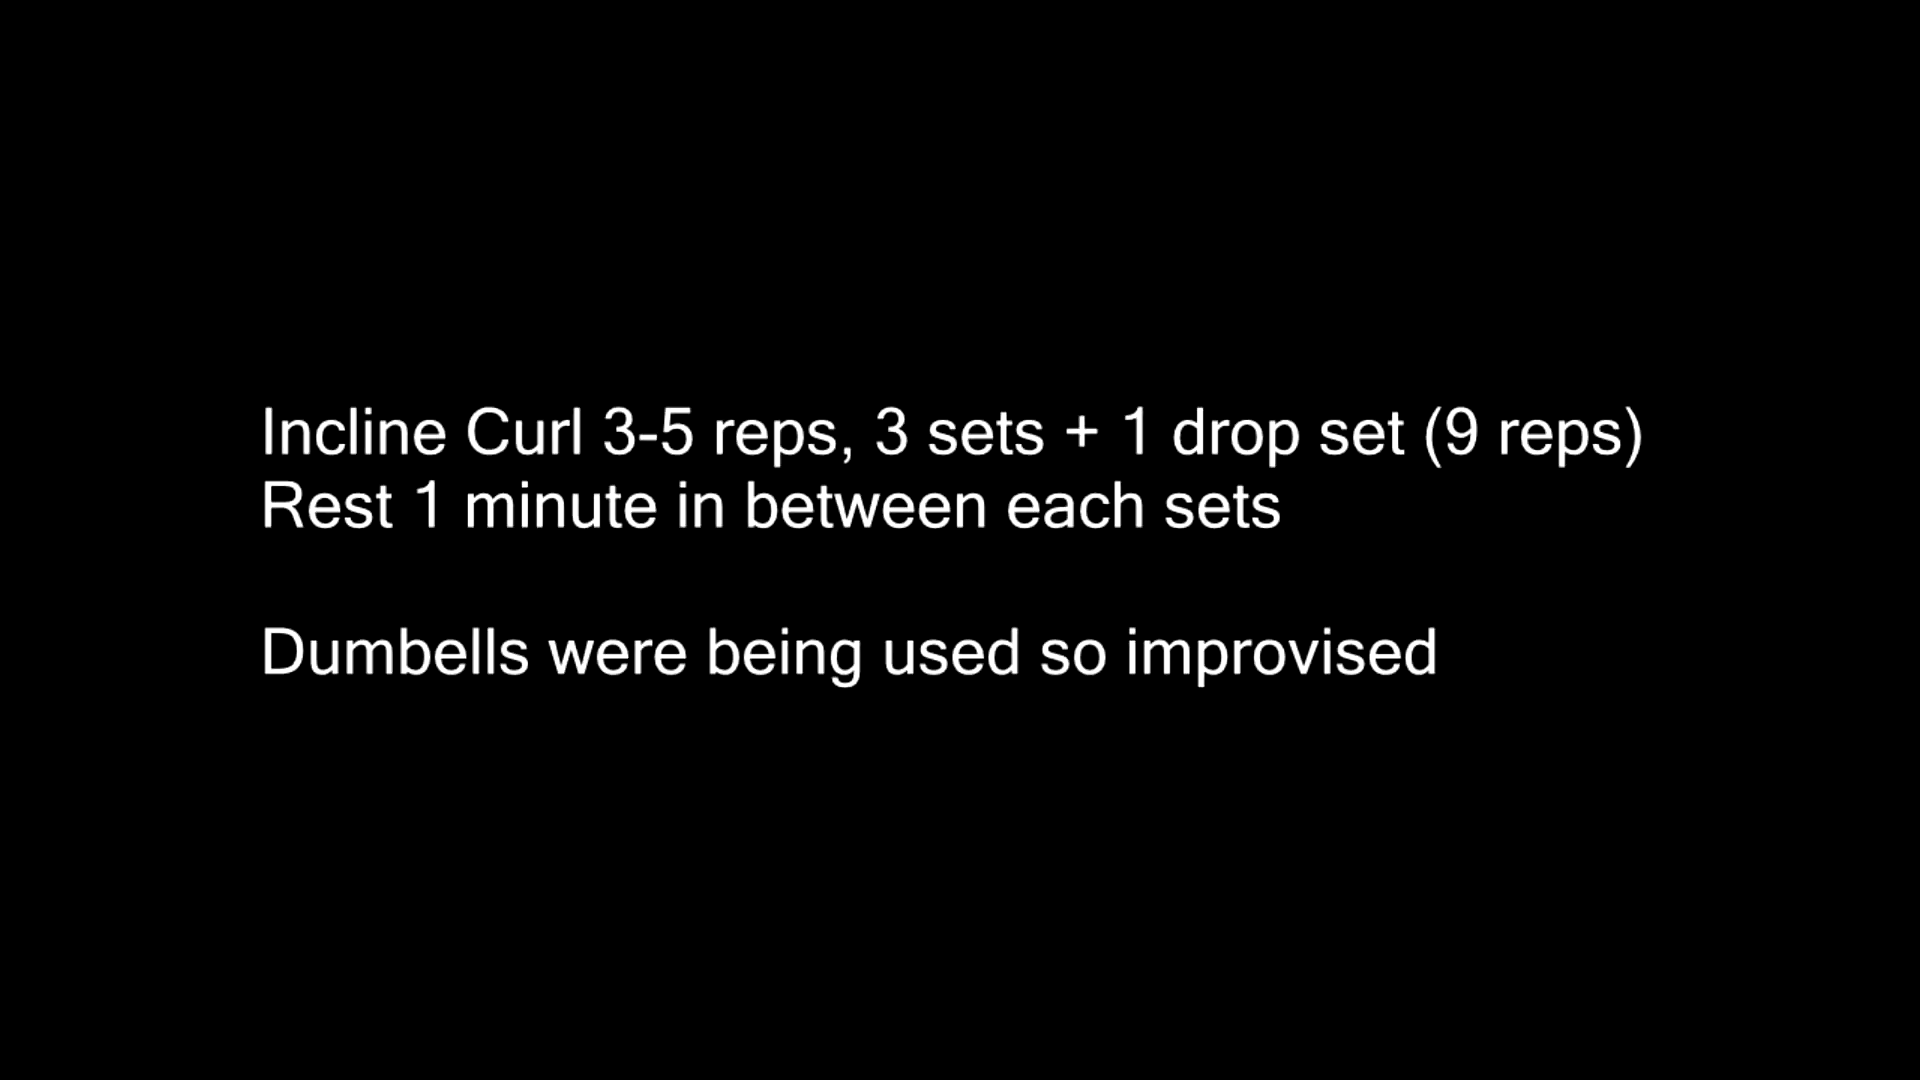 Incline Curl 3-5 reps, 3 sets + 1 drop set (9 reps)
Rest 1 minute in between each sets
Dumbells were being used so improvised